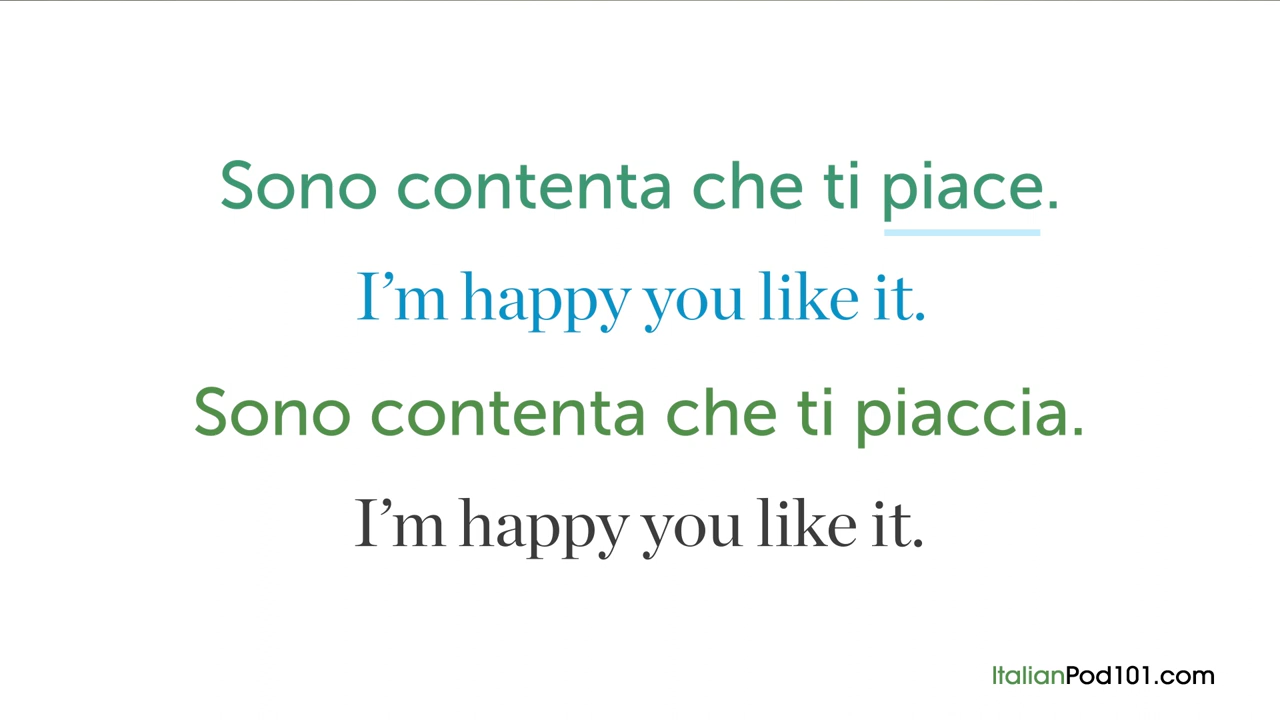 Sono contenta che ti piace.
I’m happy you like it.
Sono contenta che ti piaccia.
I’m happy you like it.
ItalianPod101.com